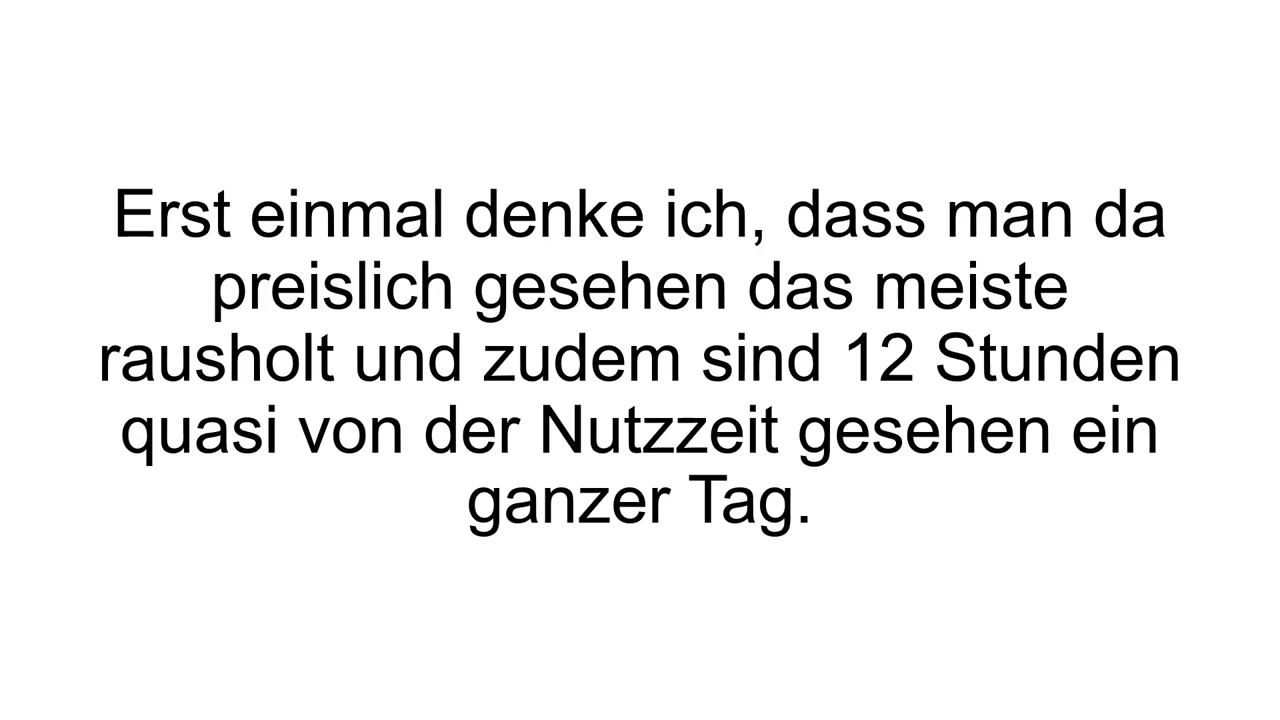 Erst einmal denke ich, dass man da
preislich gesehen das meiste
rausholt und zudem sind 12 Stunden
quasi von der Nutzzeit gesehen ein
ganzer Tag.